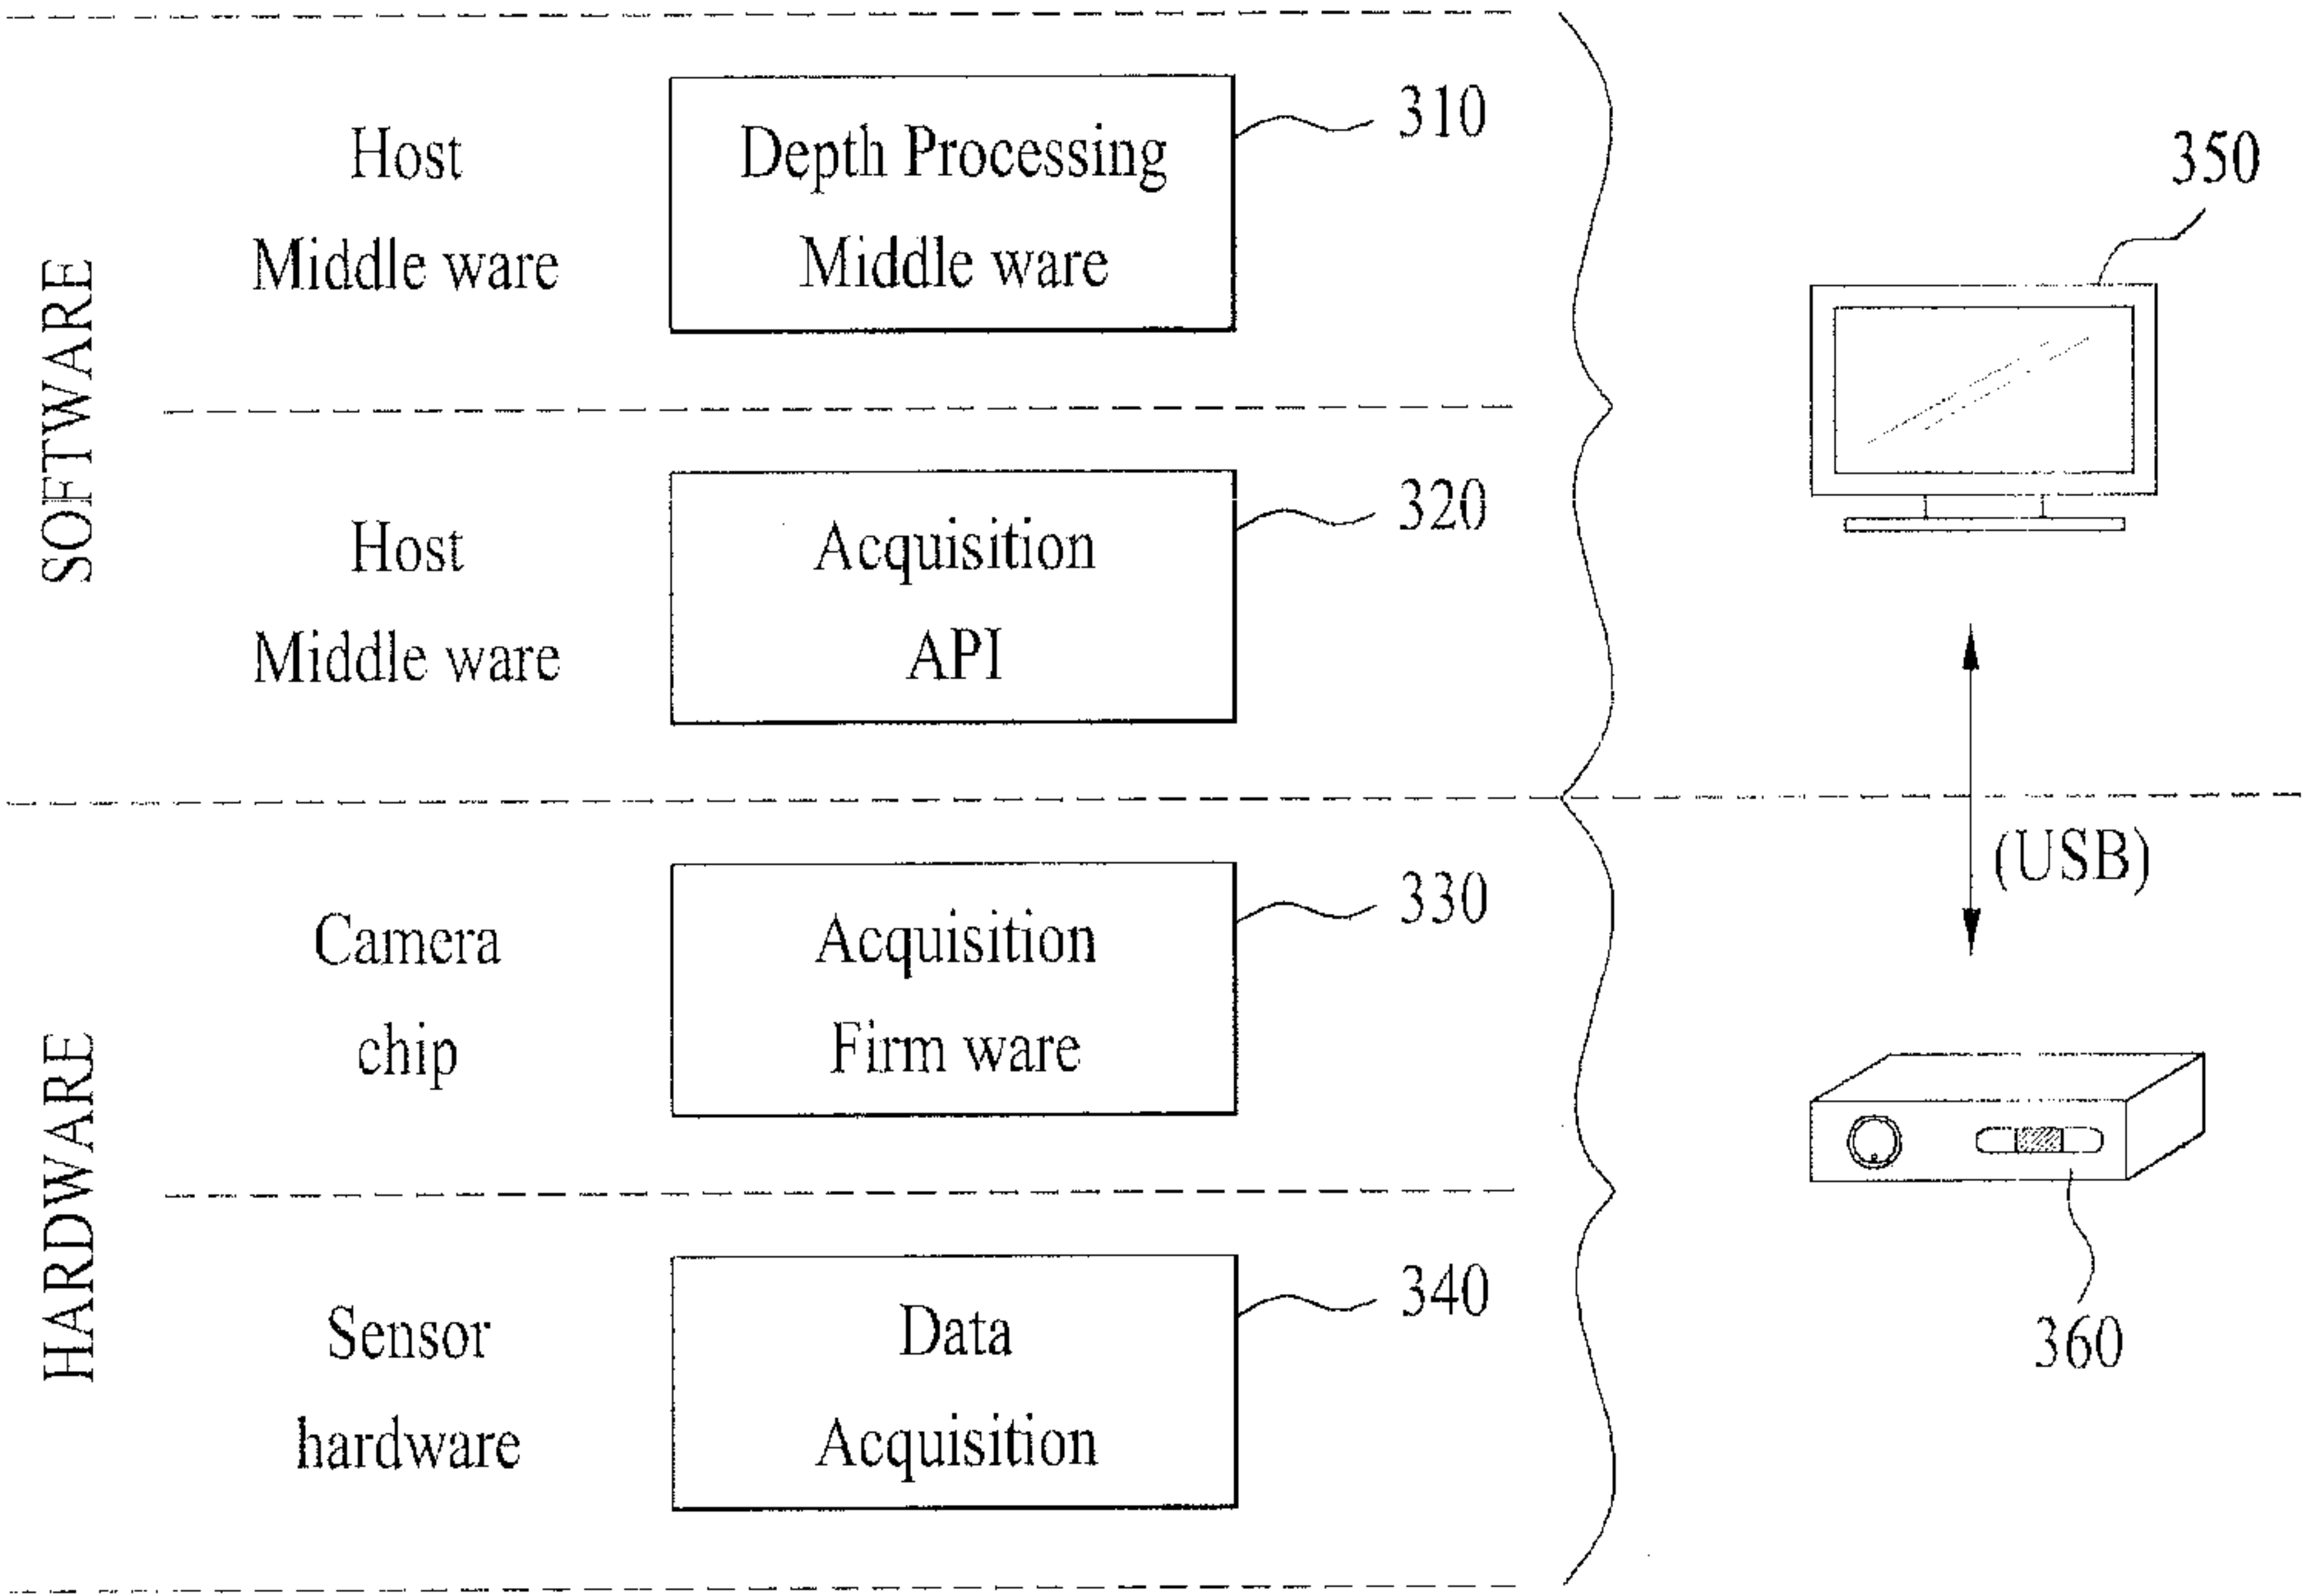 SOFTWARE
Host
Middle ware
Depth Processing
Middle ware
310
Host
Middle ware
Acquisition
API
320
350
(USB)
HARDWARE
Camera
chip
Acquisition
Firm ware
330
Sensor
hardware
Data
Acquisition
340
360